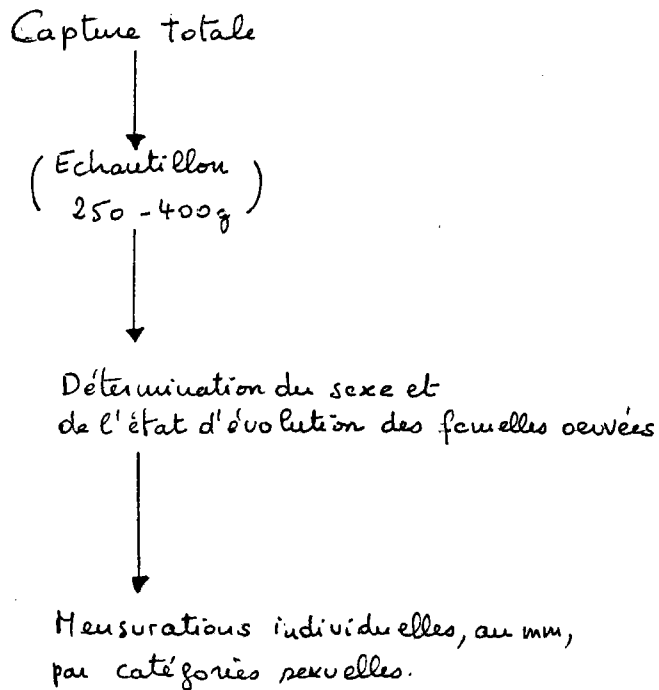 Capture totale
(Echantillon
250-400g)
Détermination du sexe et
de l'état d'évolution des femelles oeuvées
Mensurations individuelles, au mm,
par catégories sexuelles.